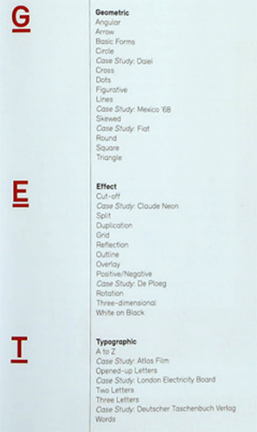 G
Geometric
Angular
Arrow
Basic Forms
Circle
Case Study: Daiei
Cross
Dots
Figurative
Lines
Case Study: Mexico '68
Skewed
Case Study: Fiat
Round
Square
Triangle
E
Effect
Cut-off
Case Study: Claude Neon
Split
Duplication
Grid
Reflection
Outline
Overlay
Positive/Negative
Case Study: De Ploeg
Rotation
Three-dimensional
White on Black
T
Typographic
A to Z
Case Study: Atlas Film
Opened-up Letters
Case Study: London Electricity Board
Two Letters
Three Letters
Case Study: Deutscher Taschenbuch Verlag
Words